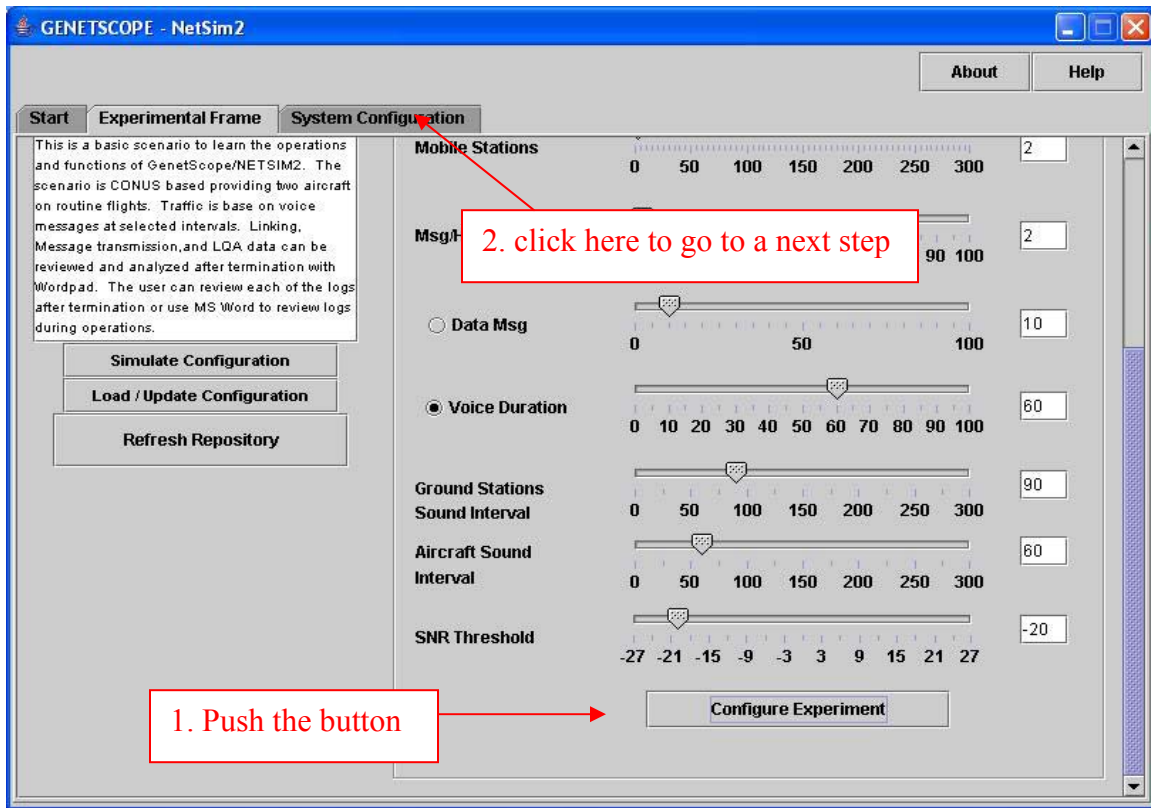 GENETSCOPE - NetSim2
About
Help
Start
Experimental Frame
System Configuration
This is a basic scenario to learn the operations
and functions of GenetScope/NETSIM2. The
scenario is CONUS based providing two aircraft
on routine flights. Traffic is base on voice
messages at selected intervals. Linking,
Message transmission,and LQA data can be
reviewed and analyzed after termination with
Wordpad. The user can review each of the logs
after termination or use MS Word to review logs
during operations.
Simulate Configuration
Load / Update Configuration
Refresh Repository
Mobile Stations
0 50 100 150 200 250 300
2
2. click here to go to a next step
Msg/H
90 100
2
Data Msg
0 50 100
10
Voice Duration
0 10 20 30 40 50 60 70 80 90 100
60
Ground Stations
Sound Interval
0 50 100 150 200 250 300
90
Aircraft Sound
Interval
0 50 100 150 200 250 300
60
SNR Threshold
-27 -21 -15 -9 -3 3 9 15 21 27
-20
1. Push the button
Configure Experiment